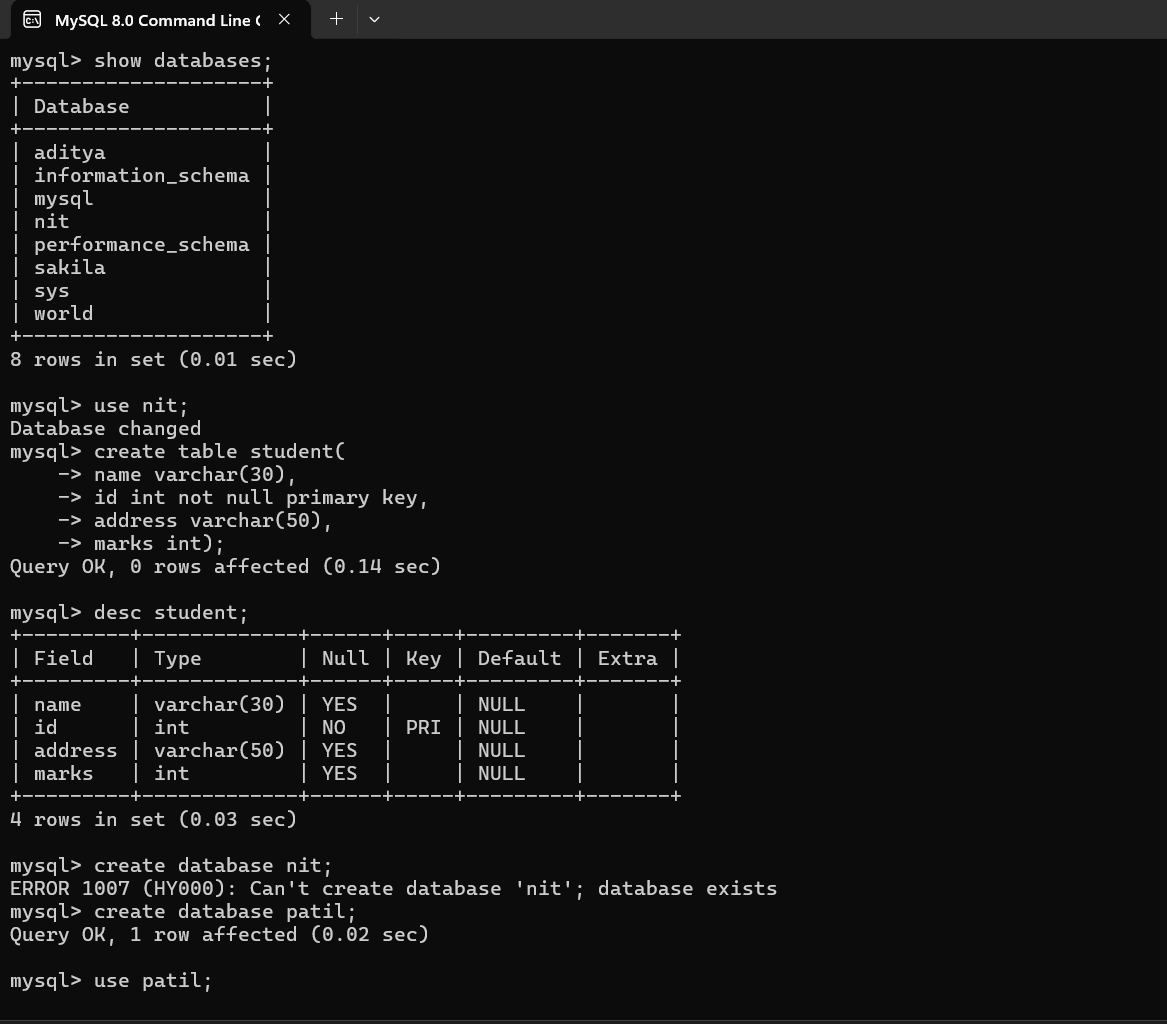 MySQL 8.0 Command Line C
mysql> show databases;
+--------------------+
| Database           |
+--------------------+
| aditya             |
| information_schema |
| mysql              |
| nit                |
| performance_schema |
| sakila             |
| sys                |
| world              |
+--------------------+
8 rows in set (0.01 sec)

mysql> use nit;
Database changed
mysql> create table student(
    -> name varchar(30),
    -> id int not null primary key,
    -> address varchar(50),
    -> marks int);
Query OK, 0 rows affected (0.14 sec)

mysql> desc student;
+---------+-------------+------+-----+---------+-------+
| Field   | Type        | Null | Key | Default | Extra |
+---------+-------------+------+-----+---------+-------+
| name    | varchar(30) | YES  |     | NULL    |       |
| id      | int         | NO   | PRI | NULL    |       |
| address | varchar(50) | YES  |     | NULL    |       |
| marks   | int         | YES  |     | NULL    |       |
+---------+-------------+------+-----+---------+-------+
4 rows in set (0.03 sec)

mysql> create database nit;
ERROR 1007 (HY000): Can't create database 'nit'; database exists
mysql> create database patil;
Query OK, 1 row affected (0.02 sec)

mysql> use patil;